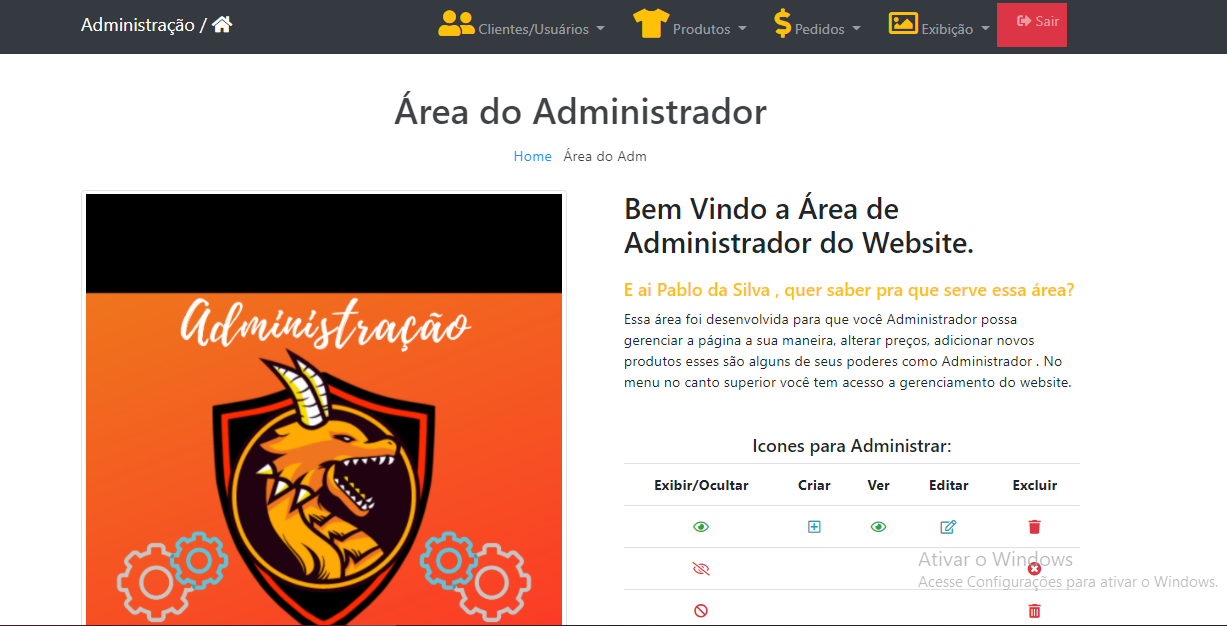 Administração /
Clientes/Usuários
Produtos
Pedidos
Exibição
Sair
Área do Administrador
Home Área do Adm
Administração
Bem Vindo a Área de
Administrador do Website.
E ai Pablo da Silva , quer saber pra que serve essa área?
Essa área foi desenvolvida para que você Administrador possa
gerenciar a página a sua maneira, alterar preços, adicionar novos
produtos esses são alguns de seus poderes como Administrador . No
menu no canto superior você tem acesso a gerenciamento do website.
Icones para Administrar:
Exibir/Ocultar Criar Ver Editar Excluir
Ativar o Windows
Acesse Configurações para ativar o Windows.